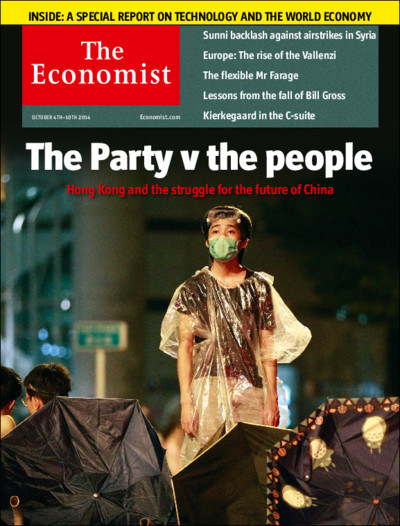 INSIDE: A SPECIAL REPORT ON TECHNOLOGY AND THE WORLD ECONOMY
The
Economist
OCTOBER 4TH–10TH 2014
Economist.com
Sunni backlash against airstrikes in Syria
Europe: The rise of the Vallenzi
The flexible Mr Farage
Lessons from the fall of Bill Gross
Kierkegaard in the C-suite
The Party v the people
Hong Kong and the struggle for the future of China